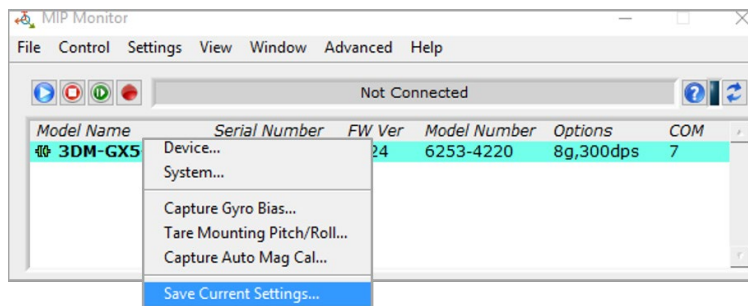 MIP Monitor
File Control Settings View Window Advanced Help
Not Connected
Model Name Serial Number FW Ver Model Number Options COM
3DM-GX5- 24 6253-4220 8g,300dps 7
Device...
System...
Capture Gyro Bias...
Tare Mounting Pitch/Roll...
Capture Auto Mag Cal...
Save Current Settings...